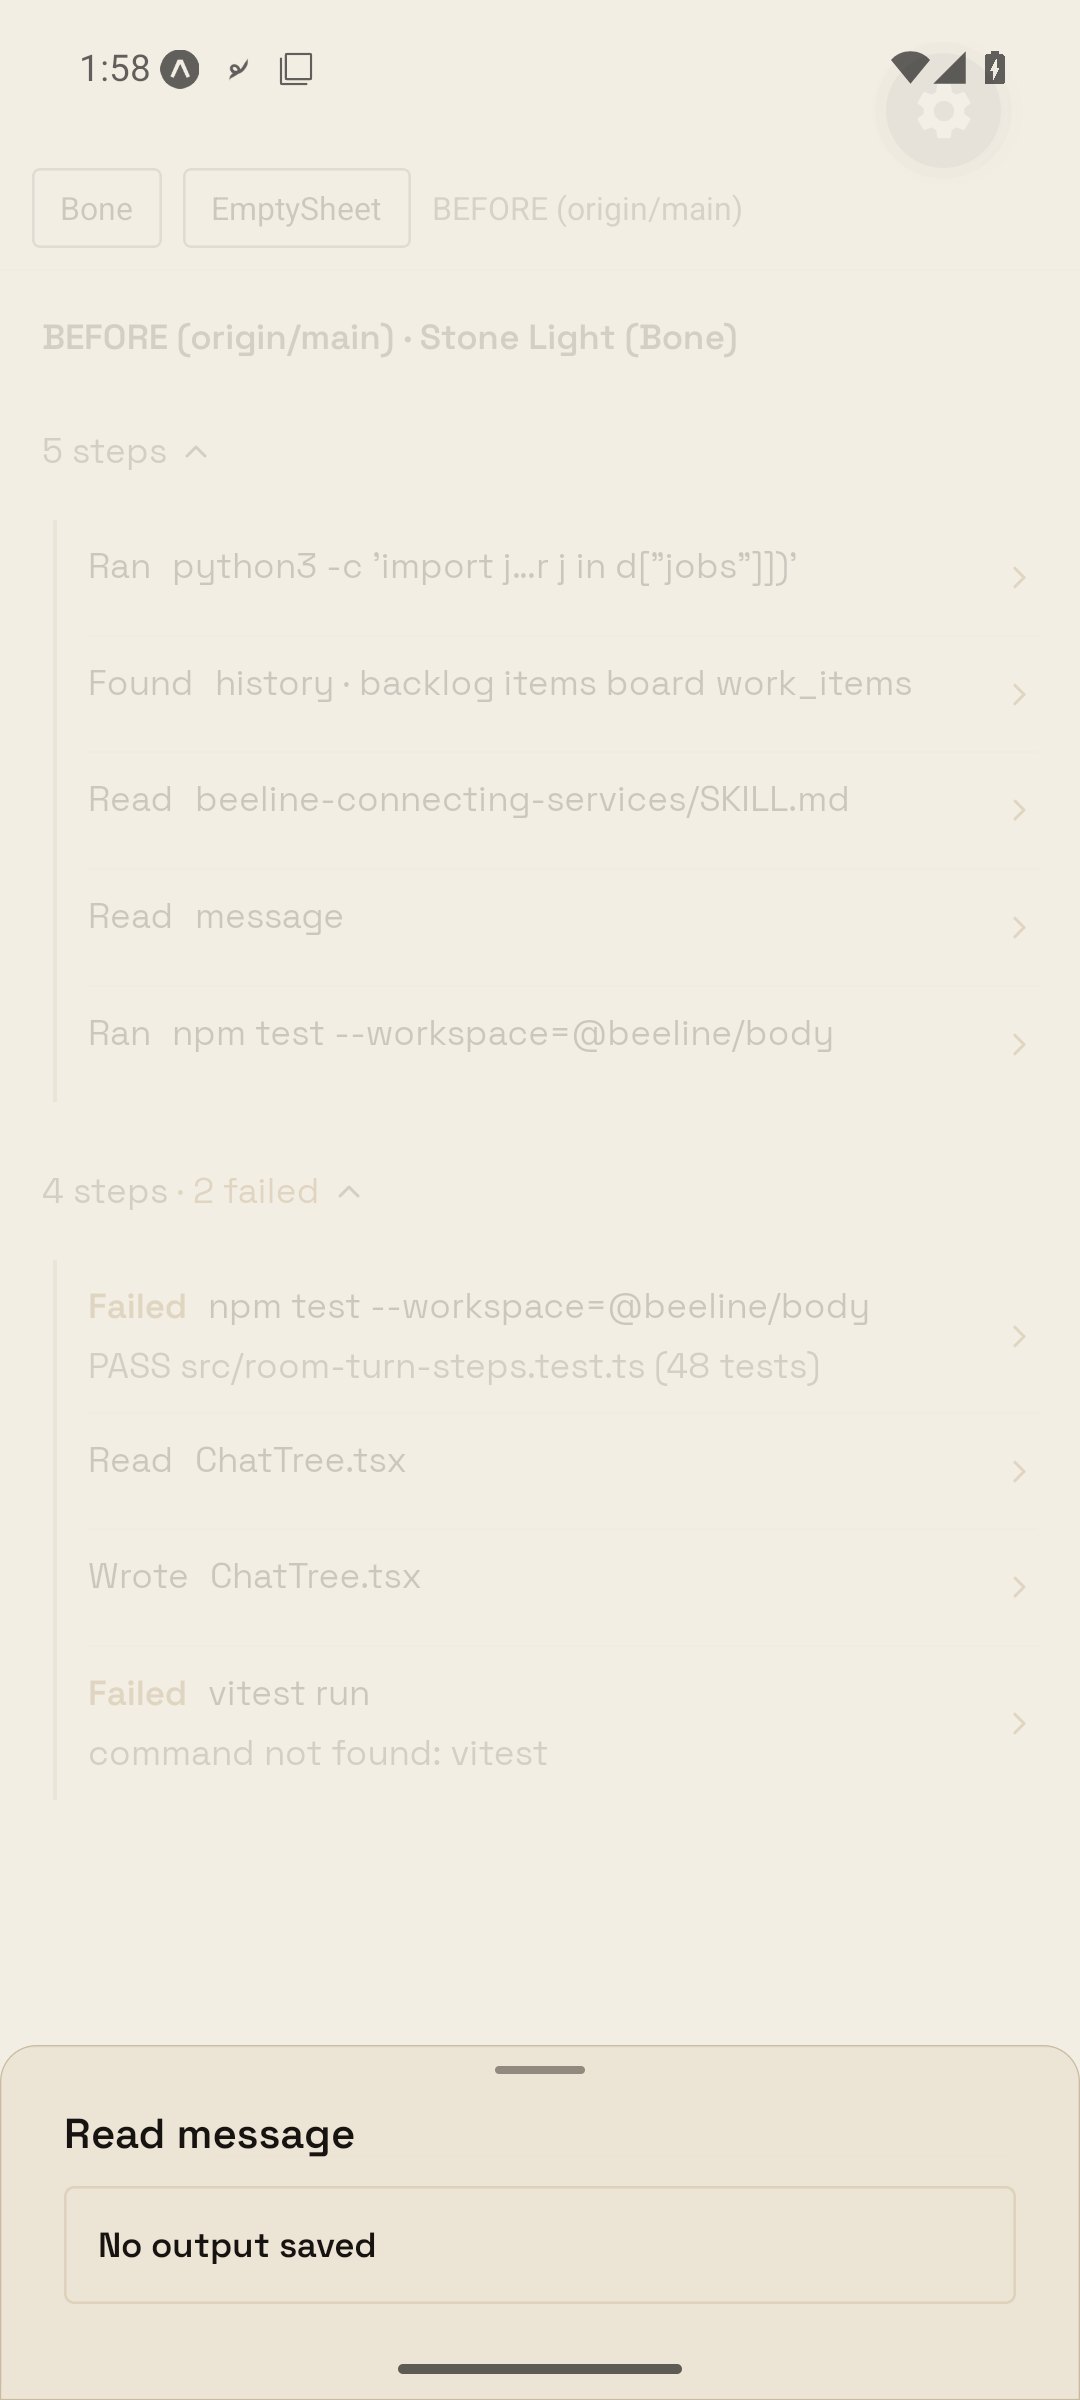 1:58
Bone EmptySheet BEFORE (origin/main)
BEFORE (origin/main) · Stone Light (Bone)
5 steps
Ran python3 -c 'import j...r j in d["jobs"]])'
Found history · backlog items board work_items
Read beeline-connecting-services/SKILL.md
Read message
Ran npm test --workspace=@beeline/body
4 steps · 2 failed
Failed npm test --workspace=@beeline/body
PASS src/room-turn-steps.test.ts (48 tests)
Read ChatTree.tsx
Wrote ChatTree.tsx
Failed vitest run
command not found: vitest
Read message
No output saved